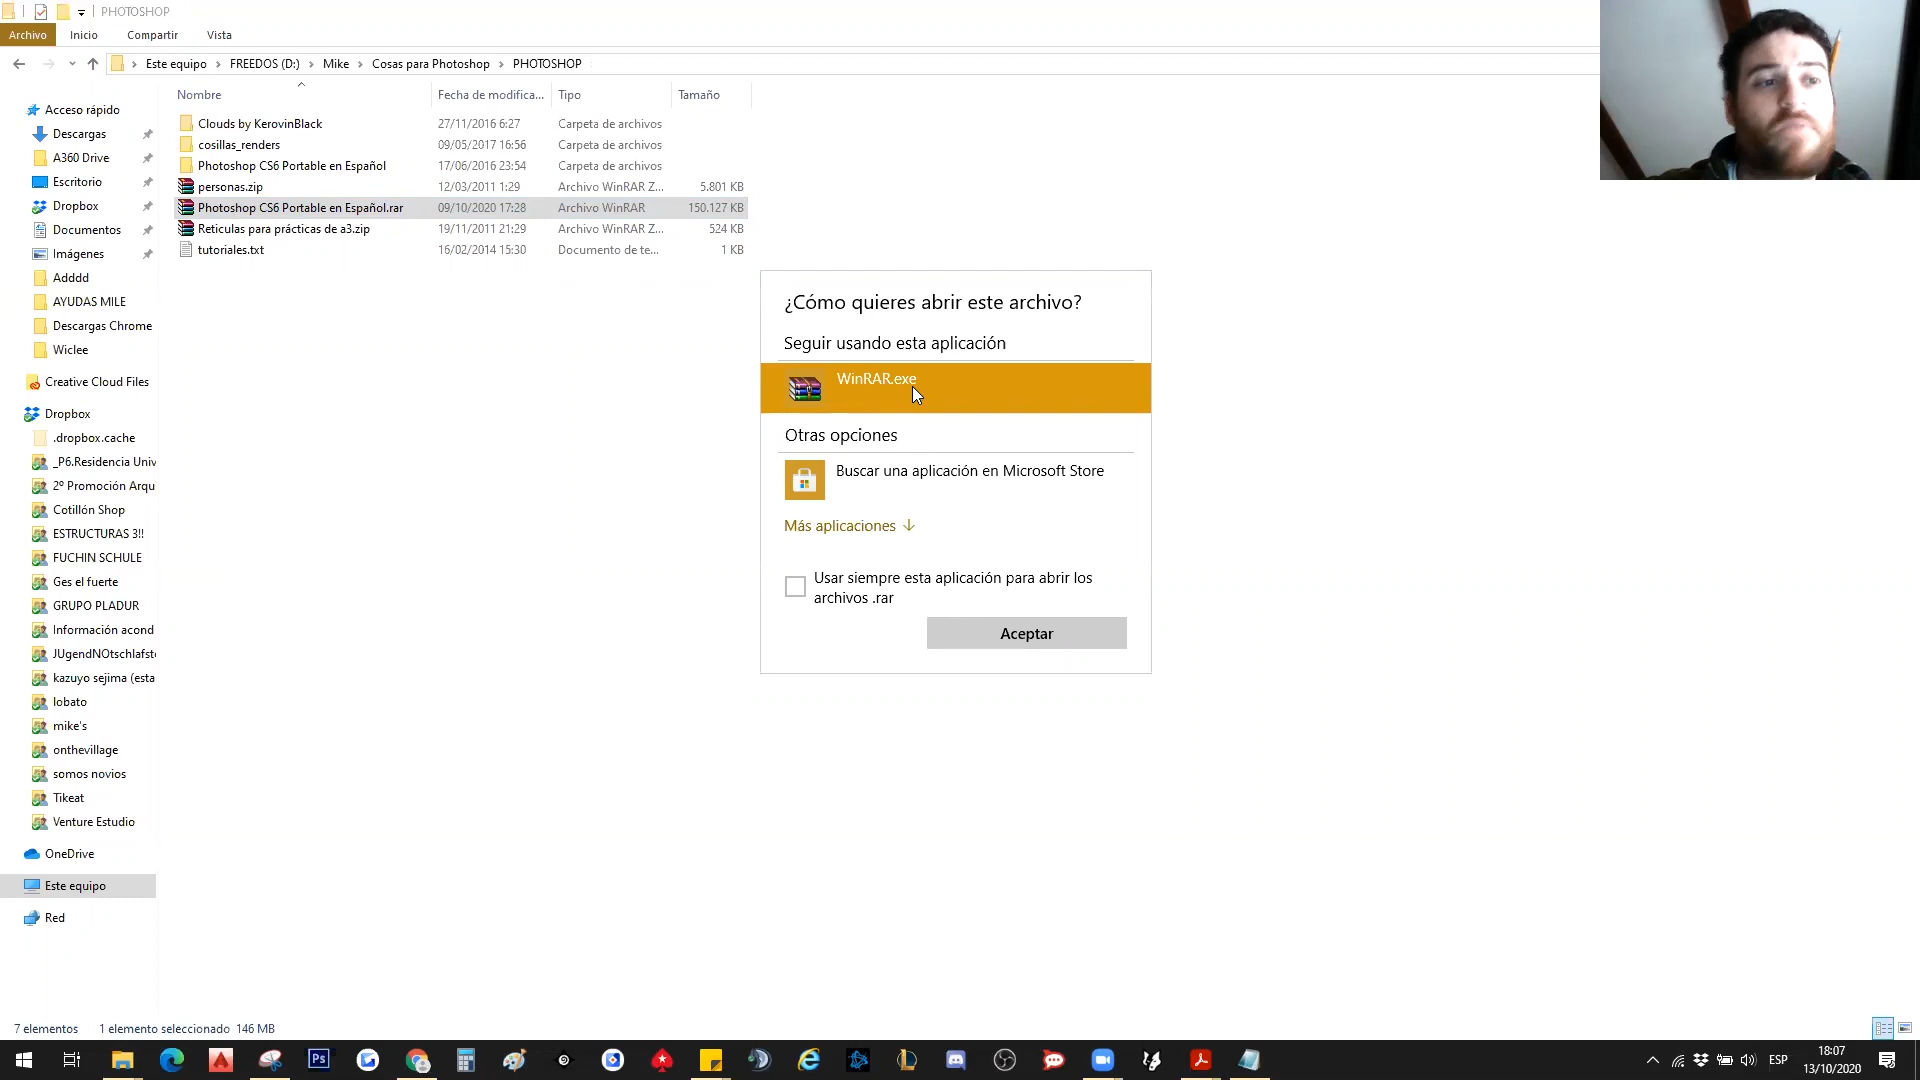 PHOTOSHOP
Archivo Inicio Compartir Vista
Este equipo FREEDOS (D:) Mike Cosas para Photoshop PHOTOSHOP
Nombre Fecha de modifica... Tipo Tamaño
Clouds by KerovinBlack 27/11/2016 6:27 Carpeta de archivos
cosillas_renders 09/05/2017 16:56 Carpeta de archivos
Photoshop CS6 Portable en Español 17/06/2016 23:54 Carpeta de archivos
personas.zip 12/03/2011 1:29 Archivo WinRAR Z... 5.801 KB
Photoshop CS6 Portable en Español.rar 09/10/2020 17:28 Archivo WinRAR 150.127 KB
Reticulas para prácticas de a3.zip 19/11/2011 21:29 Archivo WinRAR Z... 524 KB
tutoriales.txt 16/02/2014 15:30 Documento de te... 1 KB
Acceso rápido
Descargas
A360 Drive
Escritorio
Dropbox
Documentos
Imágenes
Adddd
AYUDAS MILE
Descargas Chrome
Wiclee
Creative Cloud Files
Dropbox
.dropbox.cache
_P6.Residencia Univ
2º Promoción Arqu
Cotillón Shop
ESTRUCTURAS 3!!
FUCHIN SCHULE
Ges el fuerte
GRUPO PLADUR
Información acond
JUgendNOtschlafst
kazuyo sejima (esta
lobato
mike's
onthevillage
somos novios
Tikeat
Venture Estudio
OneDrive
Este equipo
Red
¿Cómo quieres abrir este archivo?
Seguir usando esta aplicación
WinRAR.exe
Otras opciones
Buscar una aplicación en Microsoft Store
Más aplicaciones
Usar siempre esta aplicación para abrir los
archivos .rar
Aceptar
7 elementos 1 elemento seleccionado 146 MB
Ps
ESP
18:07
13/10/2020